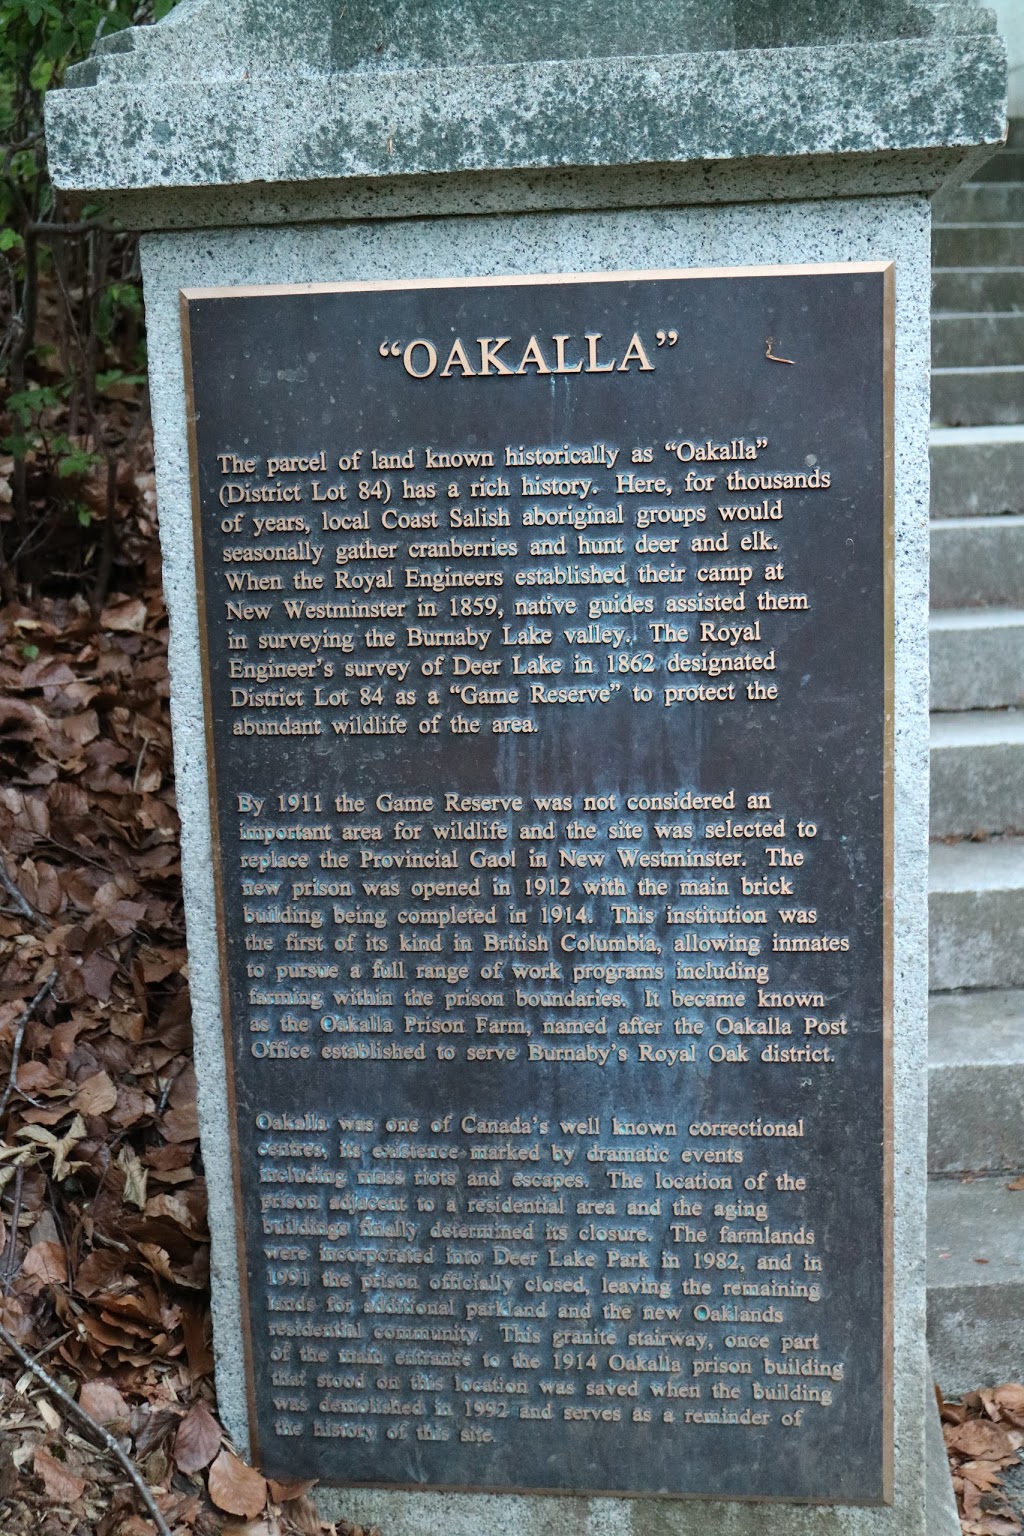 “OAKALLA”
The parcel of land known historically as “Oakalla”
(District Lot 84) has a rich history. Here, for thousands
of years, local Coast Salish aboriginal groups would
seasonally gather cranberries and hunt deer and elk.
When the Royal Engineers established their camp at
New Westminster in 1859, native guides assisted them
in surveying the Burnaby Lake valley. The Royal
Engineer’s survey of Deer Lake in 1862 designated
District Lot 84 as a “Game Reserve” to protect the
abundant wildlife of the area.
By 1911 the Game Reserve was not considered an
important area for wildlife and the site was selected to
replace the Provincial Gaol in New Westminster. The
new prison was opened in 1912 with the main brick
building being completed in 1914. This institution was
the first of its kind in British Columbia, allowing inmates
to pursue a full range of work programs including
farming within the prison boundaries. It became known
as the Oakalla Prison Farm, named after the Oakalla Post
Office established to serve Burnaby’s Royal Oak district.
Oakalla was one of Canada’s well known correctional
centres, its existence marked by dramatic events
including mass riots and escapes. The location of the
prison adjacent to a residential area and the aging
buildings finally determined its closure. The farmlands
were incorporated into Deer Lake Park in 1982, and in
1991 the prison officially closed, leaving the remaining
lands for additional parkland and the new Oaklands
residential community. This granite stairway, once part
of the main entrance to the 1914 Oakalla prison building
that stood on this location was saved when the building
was demolished in 1992 and serves as a reminder of
the history of this site.